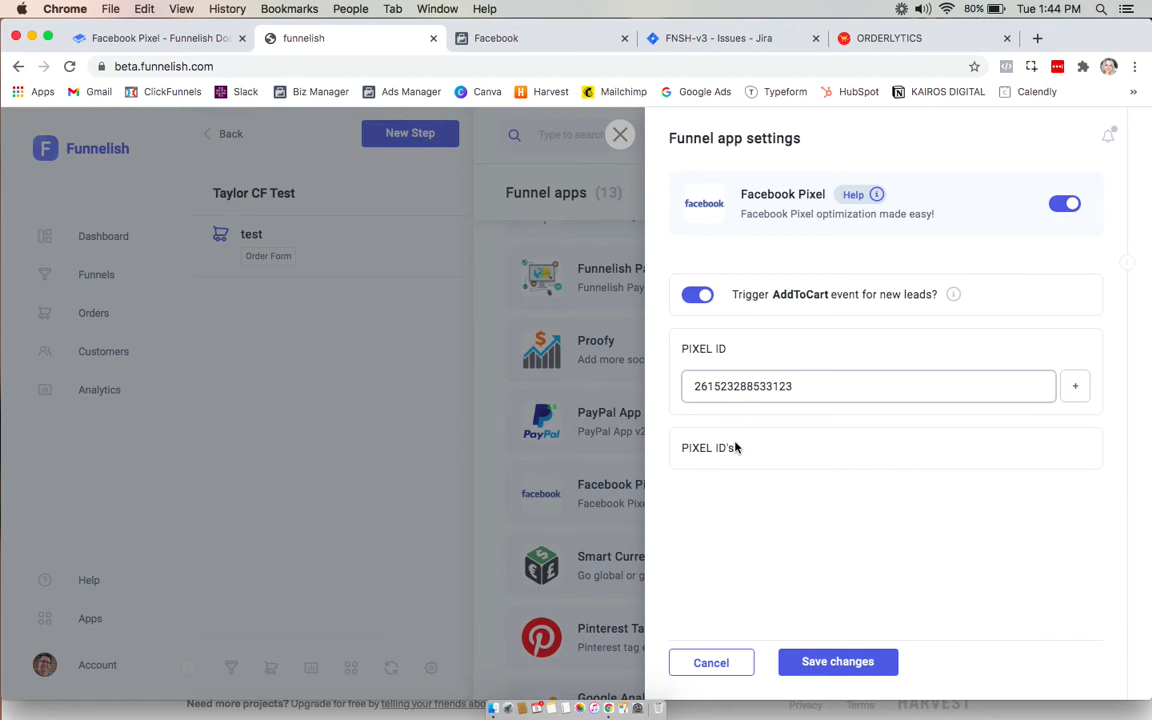 Chrome File Edit View History Bookmarks People Tab Window Help 80% Tue 1:44 PM
Facebook Pixel - Funnelish Doc funnelish Facebook FNSH-v3 - Issues - Jira ORDERLYTICS
beta.funnelish.com
Apps Gmail ClickFunnels Slack Biz Manager Ads Manager Canva Harvest Mailchimp Google Ads Typeform HubSpot KAIROS DIGITAL Calendly »
Funnelish
Dashboard
Funnels
Orders
Customers
Analytics
Help
Apps
Account
Back New Step
Taylor CF Test
test
Order Form
Type to search
Funnel apps (13)
Funnelish Pa
Funnelish Pay
Proofy
Add more soc
PayPal
PayPal App
PayPal App v2
facebook
Facebook Pi
Facebook Pixe
Smart Curre
Go global or g
Pinterest Ta
Pinterest tag e
Google Anal
Funnel app settings
facebook
Facebook Pixel Help
Facebook Pixel optimization made easy!
Trigger AddToCart event for new leads?
PIXEL ID
261523288533123 +
PIXEL ID's
Cancel Save changes
Need more projects? Upgrade for free by telling your friends abo
Privacy Terms HARVEST